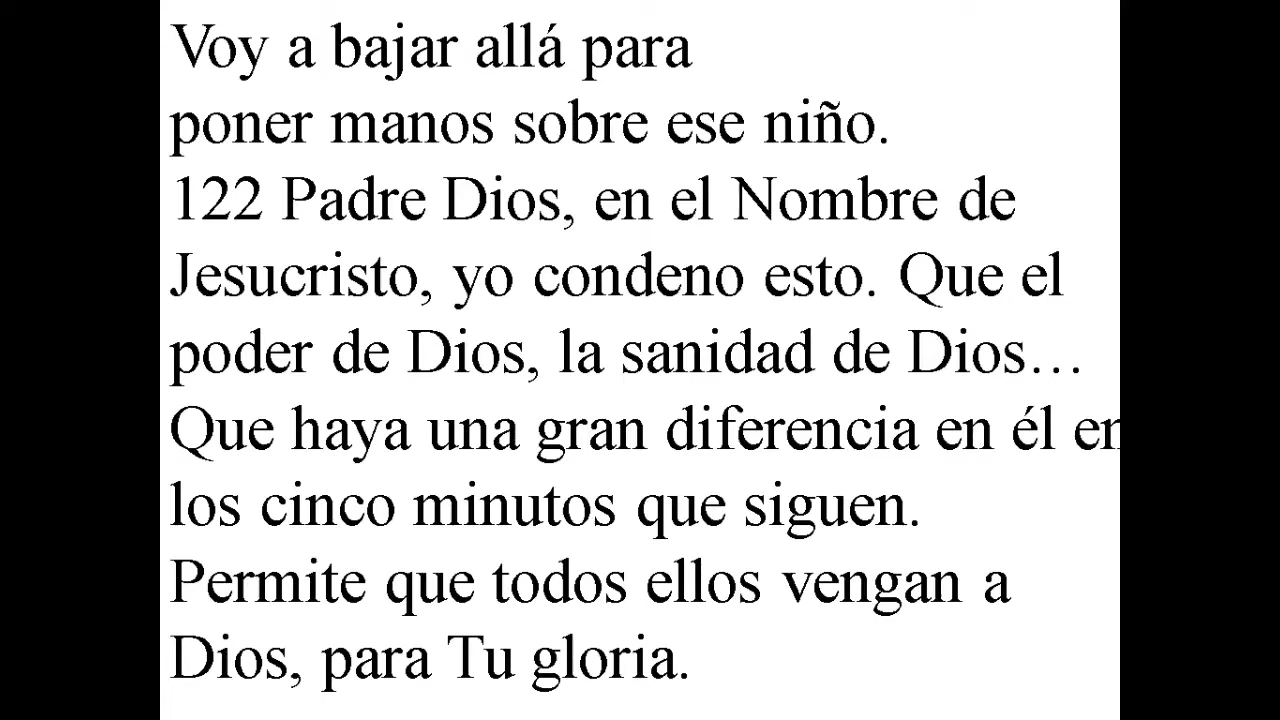 Voy a bajar allá para
poner manos sobre ese niño.
122 Padre Dios, en el Nombre de
Jesucristo, yo condeno esto. Que el
poder de Dios, la sanidad de Dios…
Que haya una gran diferencia en él en
los cinco minutos que siguen.
Permite que todos ellos vengan a
Dios, para Tu gloria.